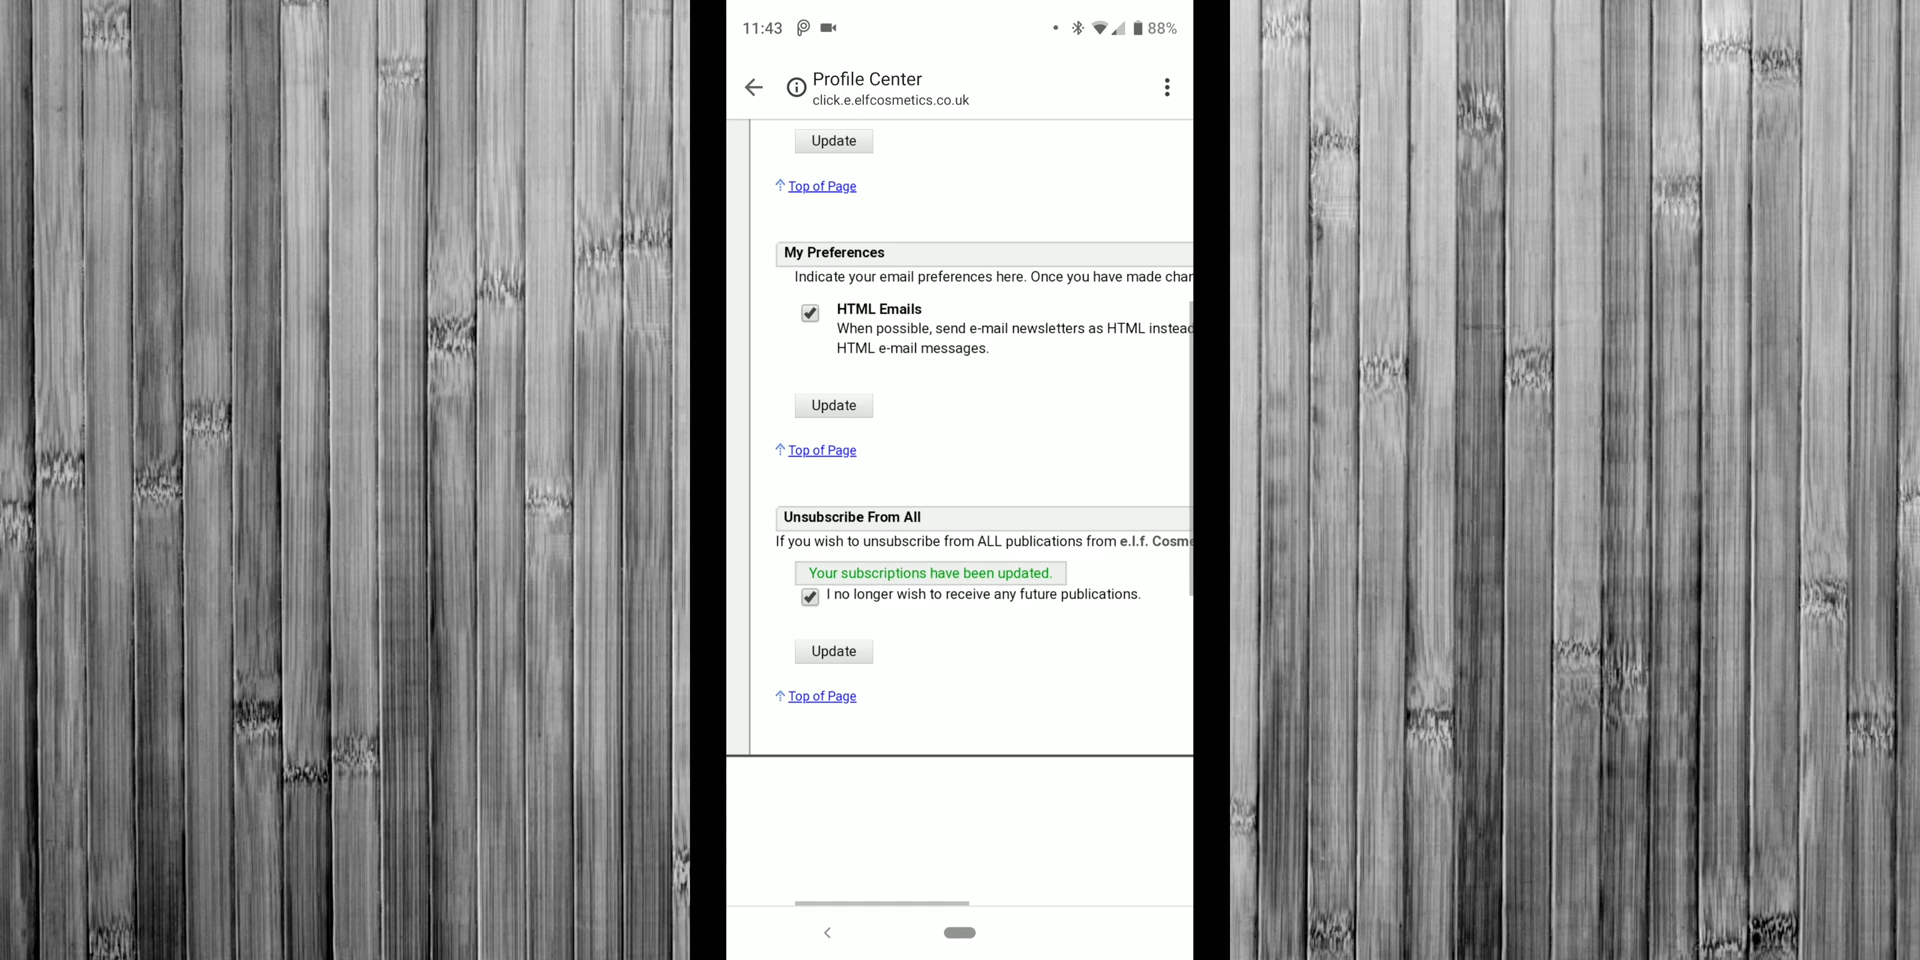 11:43
88%
Profile Center
click.e.elfcosmetics.co.uk
Update
Top of Page
My Preferences
Indicate your email preferences here. Once you have made
HTML Emails
When possible, send e-mail newsletters as HTML
HTML e-mail messages.
Update
Top of Page
Unsubscribe From All
If you wish to unsubscribe from ALL publications from e.l.f.
Your subscriptions have been updated.
I no longer wish to receive any future publications.
Update
Top of Page